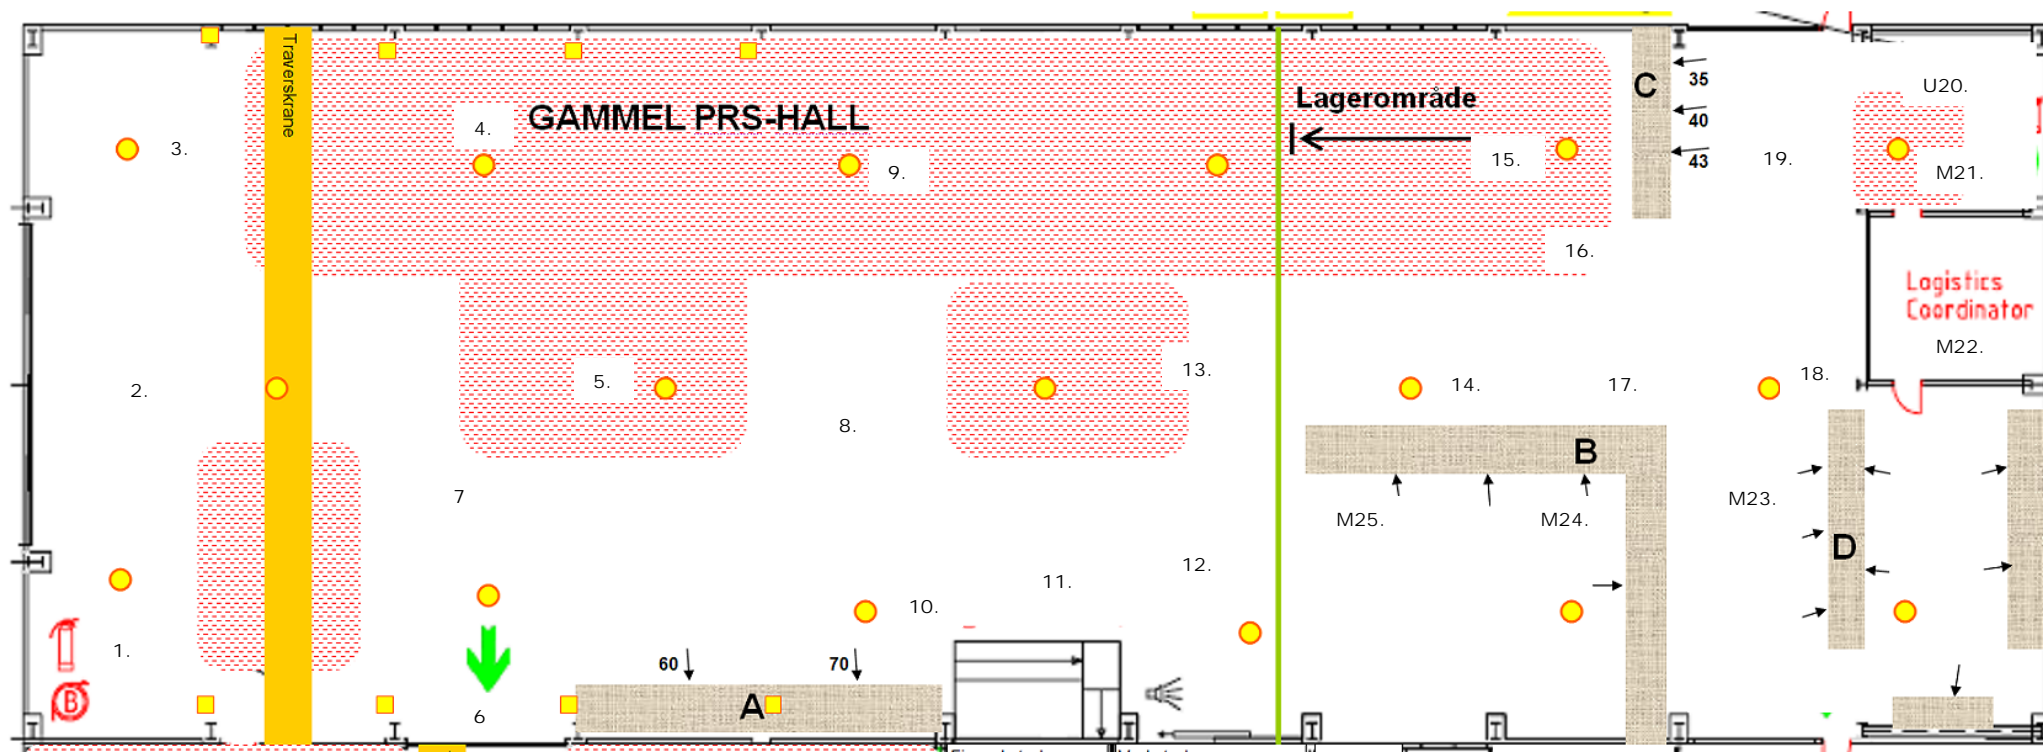 Traverskrane
GAMMEL PRS-HALL
Lagerområde
C
35
40
43
U20.
3.
4.
9.
15.
19.
M21.
16.
Logistics
Coordinator
M22.
2.
5.
13.
14.
17.
18.
8.
B
7
M25.
M24.
M23.
D
12.
11.
10.
1.
B
60
70
A
6